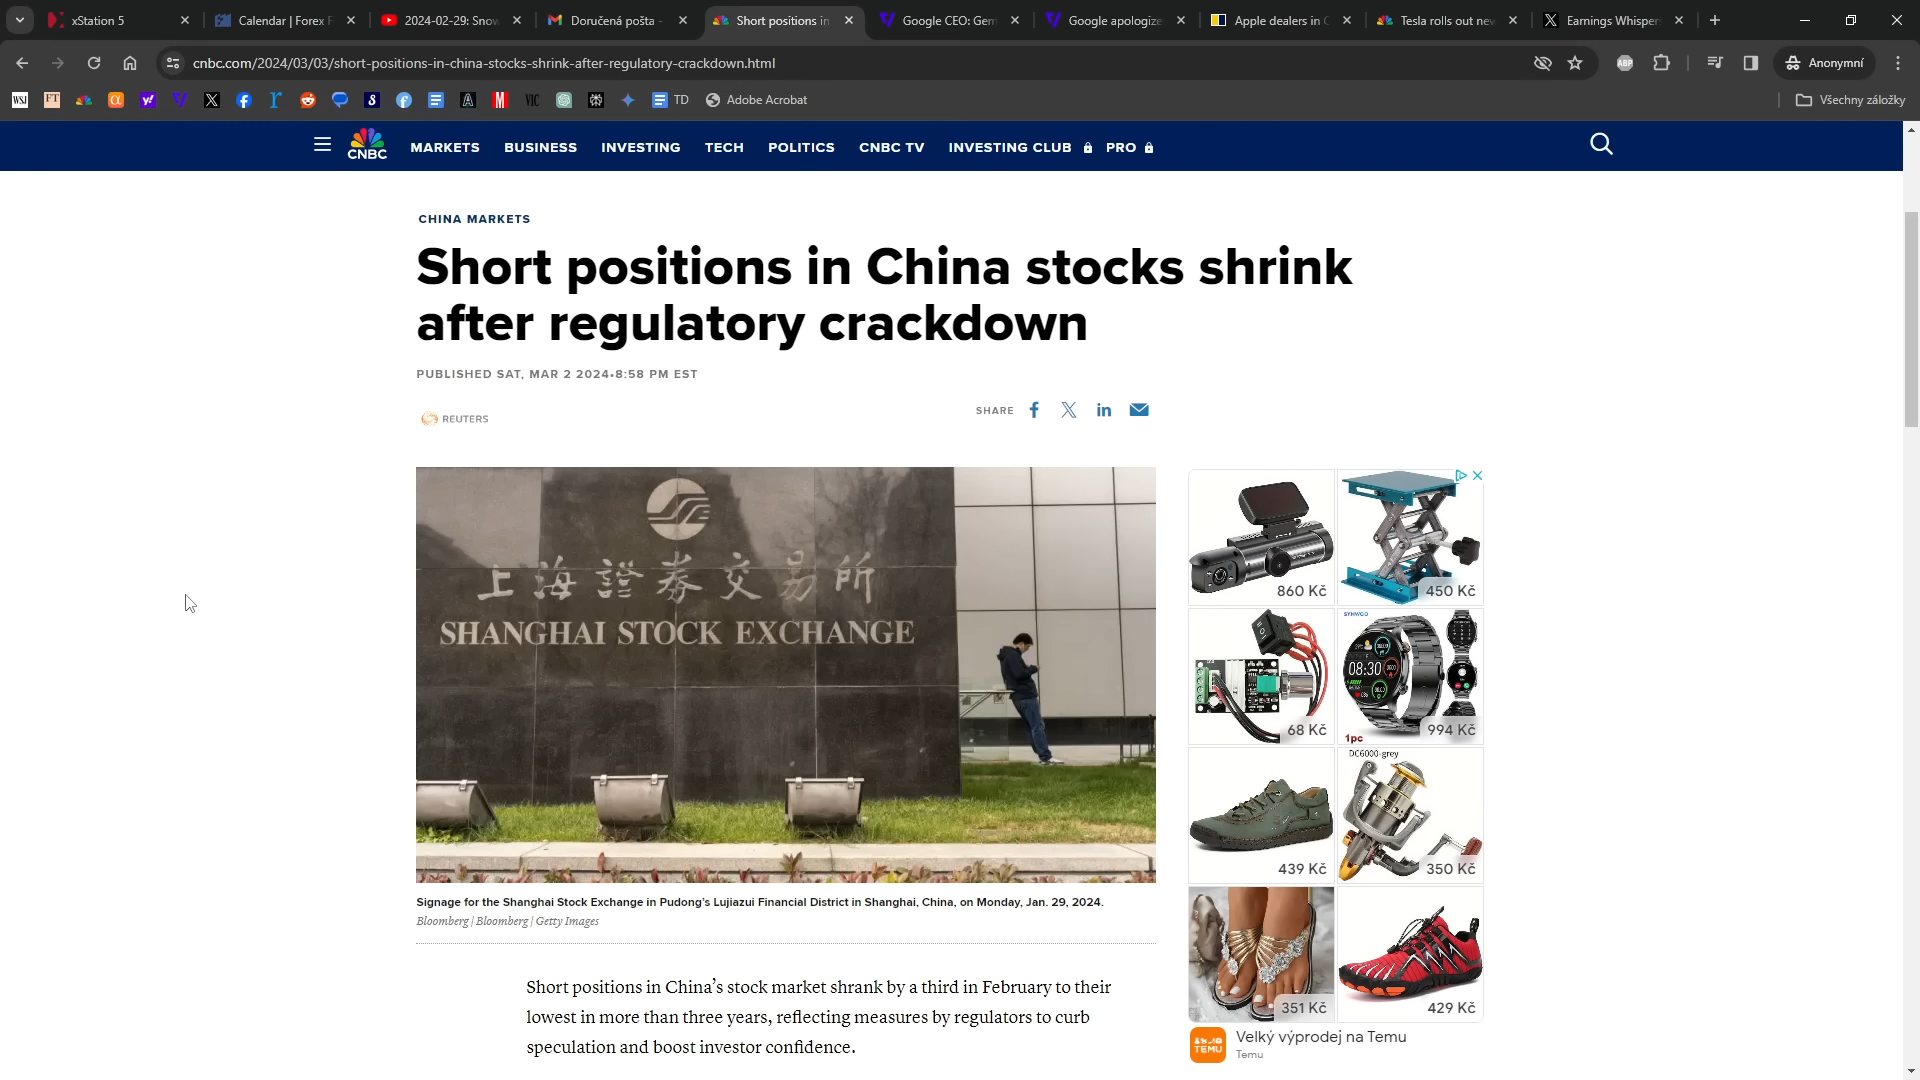 xStation 5
Calendar | Forex F
2024-02-29: Snow
Doručená pošta -
Short positions in
Google CEO: Gem
Google apologize
Apple dealers in C
Tesla rolls out new
Earnings Whisper
cnbc.com/2024/03/03/short-positions-in-china-stocks-shrink-after-regulatory-crackdown.html
ABP
Anonymní
WSJ
FT
VIC
TD
Adobe Acrobat
Všechny záložky
CNBC
MARKETS
BUSINESS
INVESTING
TECH
POLITICS
CNBC TV
INVESTING CLUB
PRO
CHINA MARKETS
Short positions in China stocks shrink
after regulatory crackdown
PUBLISHED SAT, MAR 2 2024•8:58 PM EST
REUTERS
SHARE
上海證券交易所
SHANGHAI STOCK EXCHANGE
860 Kč
450 Kč
68 Kč
SYNWGO
08:30
1pc
994 Kč
439 Kč
DC6000-grey
350 Kč
351 Kč
429 Kč
TEMU
Velký výprodej na Temu
Temu
Signage for the Shanghai Stock Exchange in Pudong's Lujiazui Financial District in Shanghai, China, on Monday, Jan. 29, 2024.
Bloomberg | Bloomberg | Getty Images
Short positions in China's stock market shrank by a third in February to their
lowest in more than three years, reflecting measures by regulators to curb
speculation and boost investor confidence.